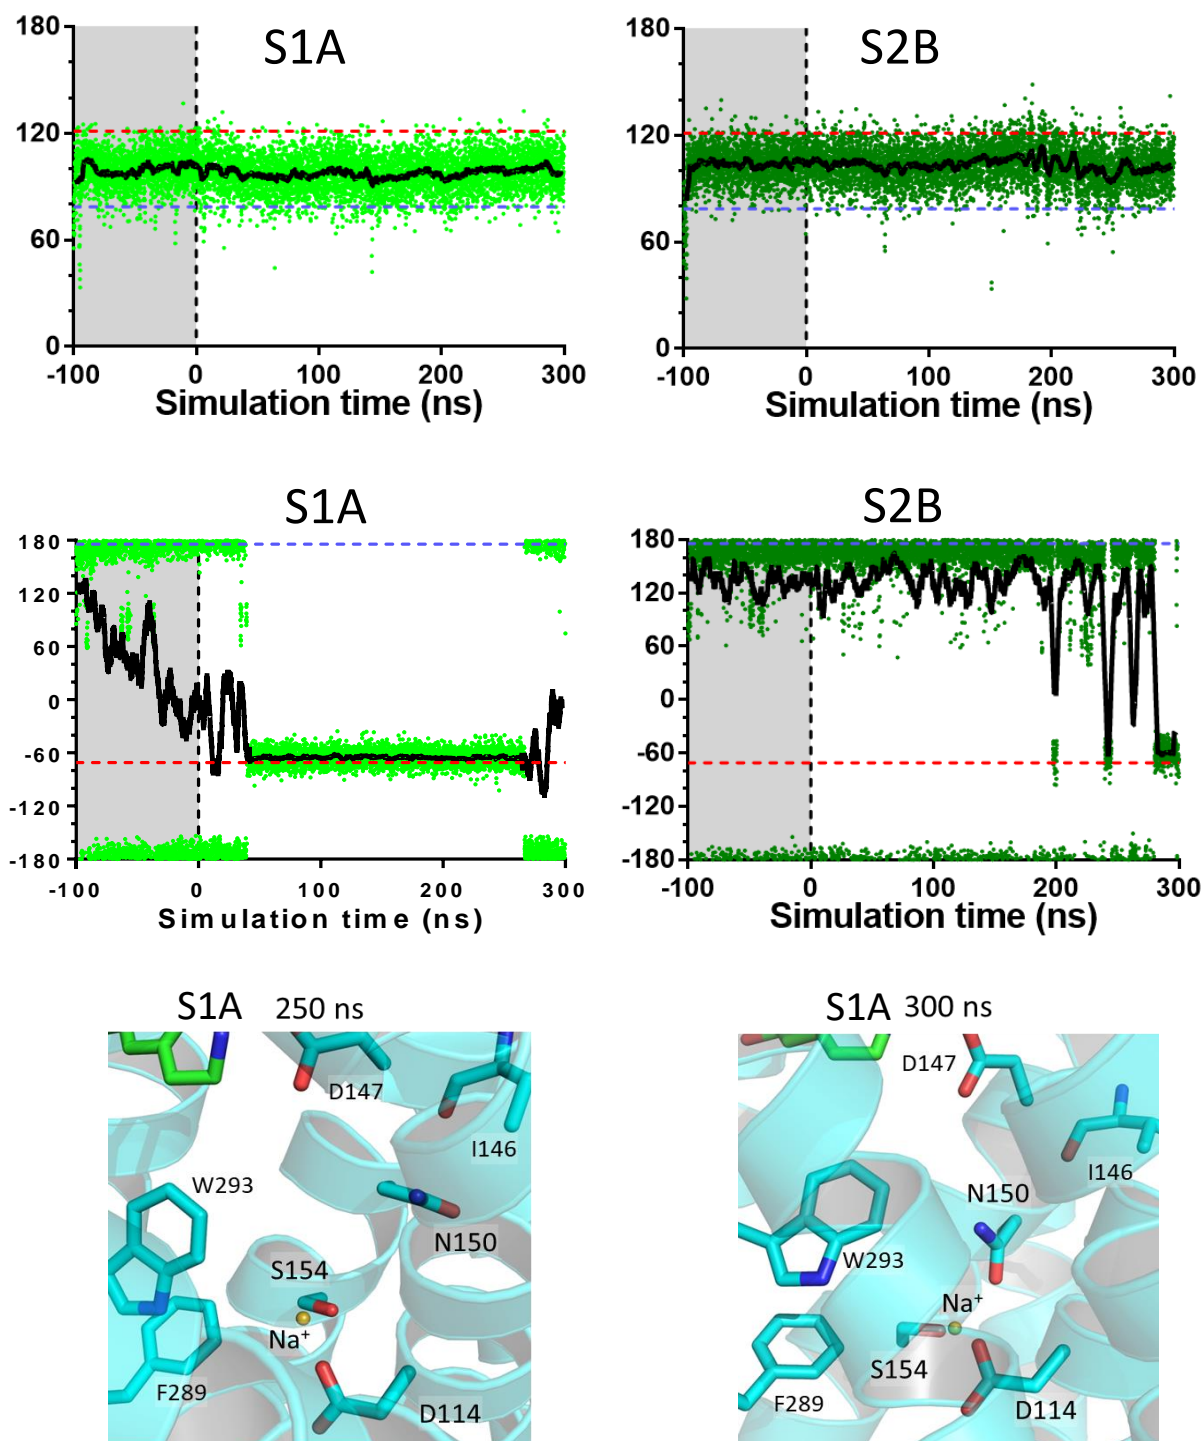 S1A
180
120
60
0
-100 0 100 200 300
Simulation time (ns)
S2B
180
120
60
0
-100 0 100 200 300
Simulation time (ns)
S1A
180
120
60
0
-60
-120
-180
-100 0 100 200 300
Simulation time (ns)
S2B
180
120
60
0
-60
-120
-180
-100 0 100 200 300
Simulation time (ns)
S1A 250 ns
D147
I146
W293
N150
S154
Na+
F289
D114
S1A 300 ns
D147
I146
N150
W293
Na+
S154
F289
D114